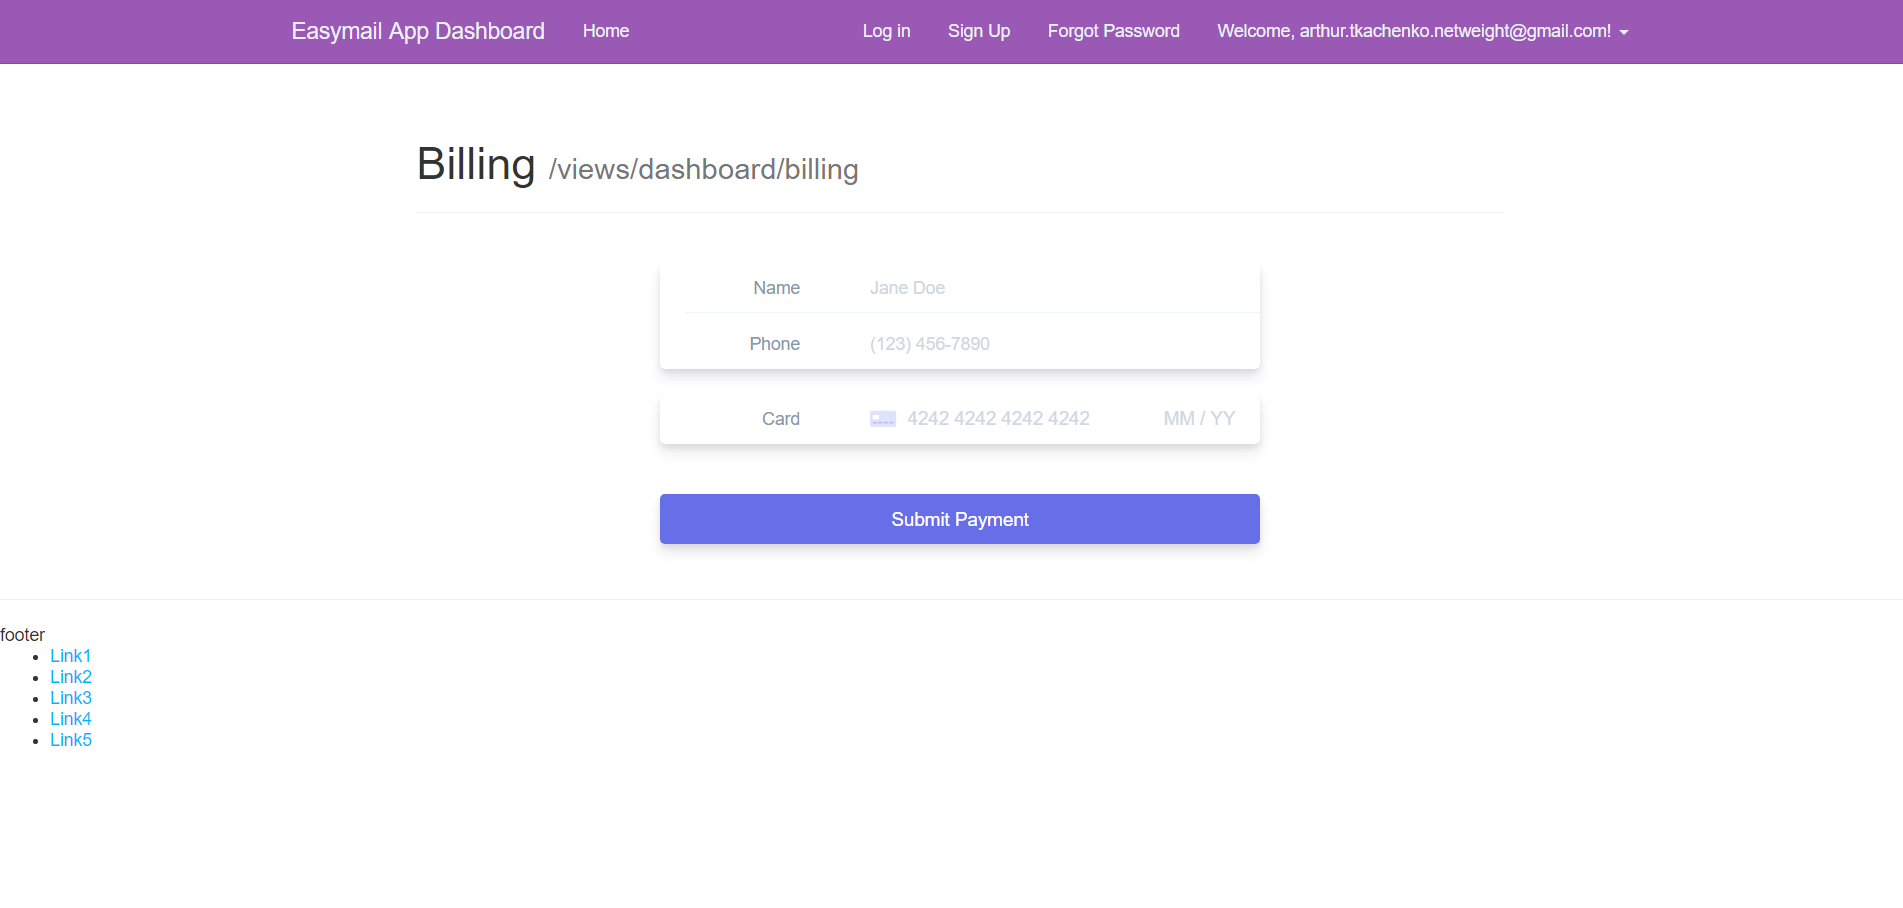 Easymail App Dashboard Home Log in Sign Up Forgot Password Welcome, arthur.tkachenko.netweight@gmail.com!
Billing /views/dashboard/billing
Name Jane Doe
Phone (123) 456-7890
Card 4242 4242 4242 4242 MM / YY
Submit Payment
footer
Link1
Link2
Link3
Link4
Link5